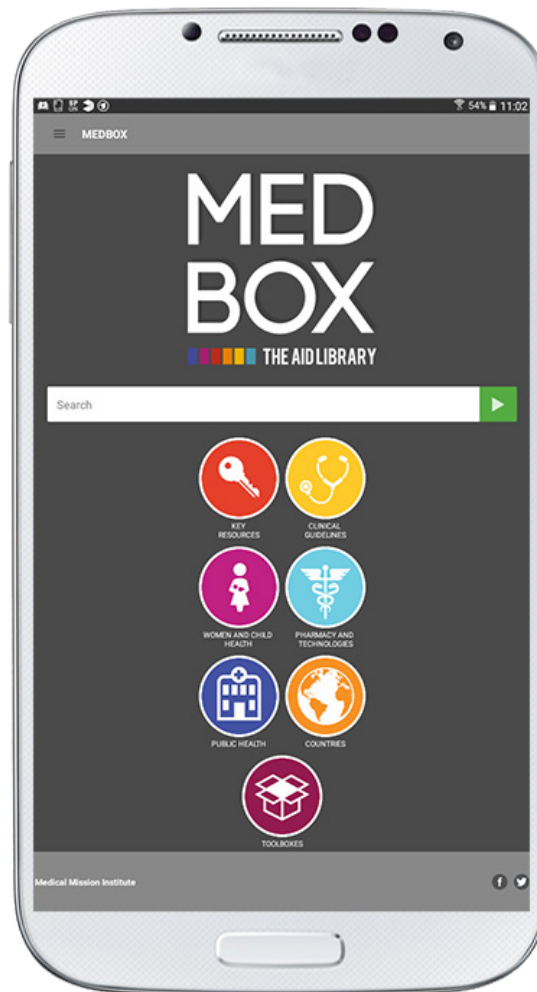 54% 11:02
MEDBOX
MED
BOX
THE AID LIBRARY
Search
KEY
RESOURCES
CLINICAL
GUIDELINES
WOMEN AND CHILD
HEALTH
PHARMACY AND
TECHNOLOGIES
PUBLIC HEALTH
COUNTRIES
TOOLBOXES
Medical Mission Institute